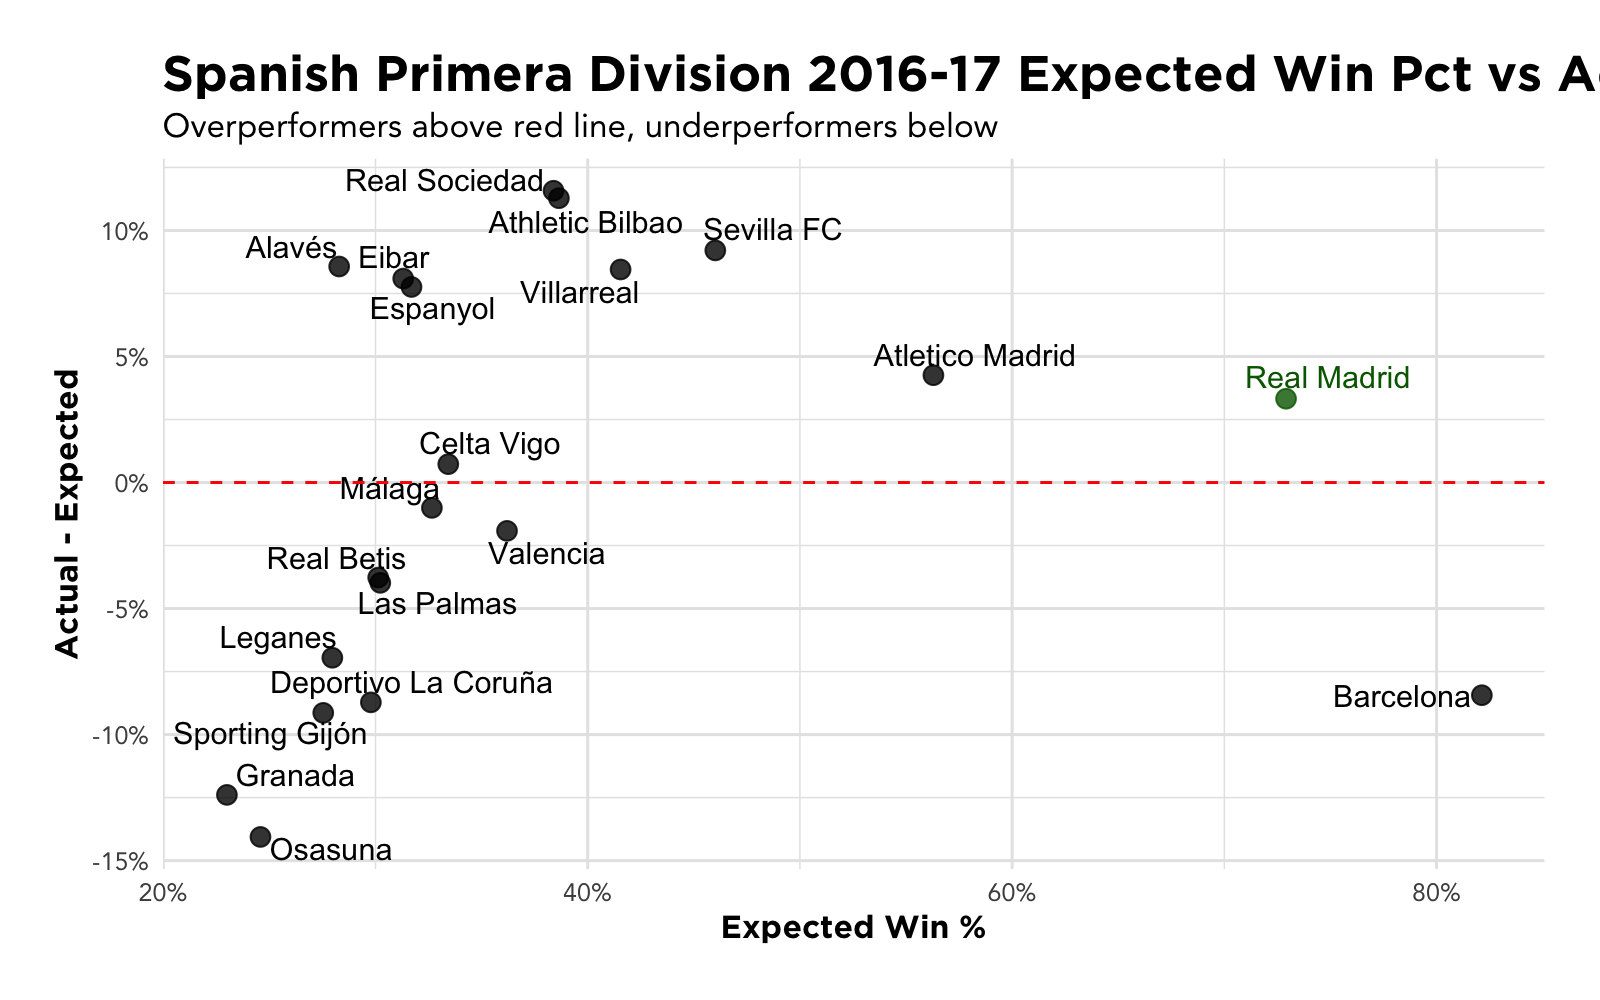 Spanish Primera Division 2016-17 Expected Win Pct vs
Overperformers above red line, underperformers below
Real Sociedad
Athletic Bilbao
Sevilla FC
10%
Alavés
Eibar
Villarreal
Espanyol
5%
Atletico Madrid
Real Madrid
Celta Vigo
0%
Málaga
Valencia
Real Betis
Las Palmas
-5%
Leganes
Deportivo La Coruña
Barcelona
Sporting Gijón
-10%
Granada
Osasuna
-15%
Actual - Expected
20%
40%
60%
80%
Expected Win %